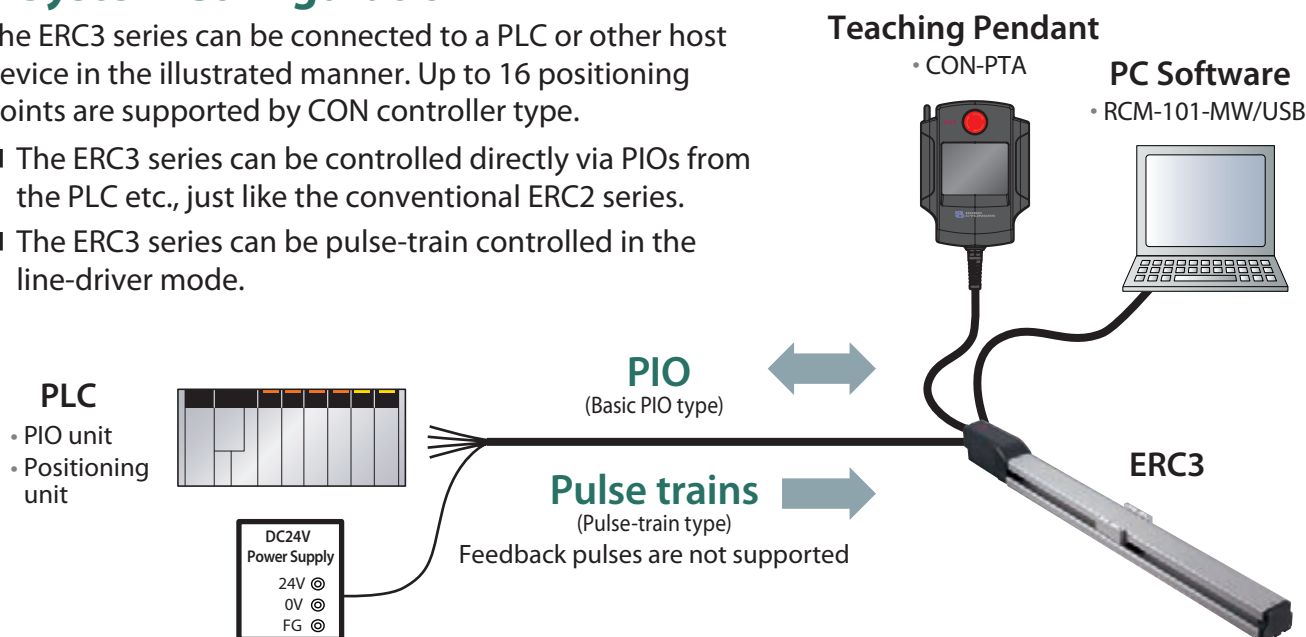 he ERC3 series can be connected to a PLC or other host
evice in the illustrated manner. Up to 16 positioning
oints are supported by CON controller type.
The ERC3 series can be controlled directly via PIOs from
the PLC etc., just like the conventional ERC2 series.
The ERC3 series can be pulse-train controlled in the
line-driver mode.
Teaching Pendant
• CON-PTA
PC Software
• RCM-101-MW/USB
PLC
• PIO unit
• Positioning
unit
PIO
(Basic PIO type)
Pulse trains
(Pulse-train type)
Feedback pulses are not supported
ERC3
DC24V
Power Supply
24V
0V
FG